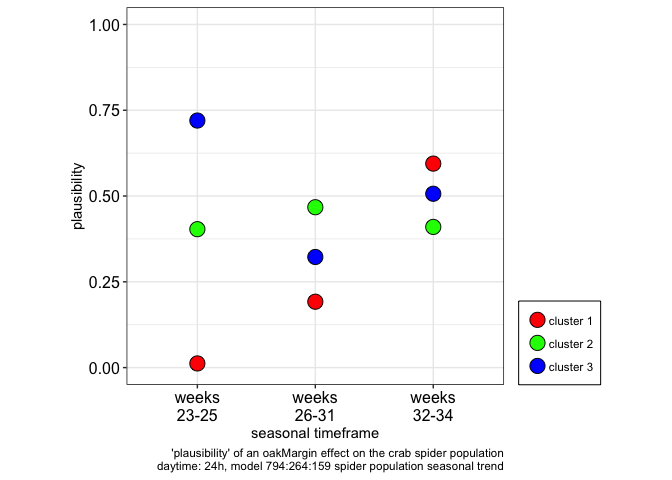 1.00
0.75
0.50
0.25
0.00
plausibility
weeks
23-25
weeks
26-31
weeks
32-34
seasonal timeframe
cluster 1
cluster 2
cluster 3
'plausibility' of an oakMargin effect on the crab spider population
daytime: 24h, model 794:264:159 spider population seasonal trend